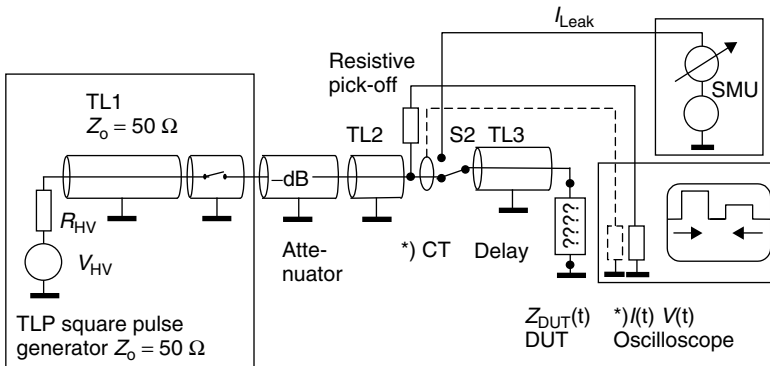 I_Leak
Resistive
pick-off
SMU
TL1
Z_o = 50 Ω
TL2
S2
TL3
–dB
R_HV
V_HV
Atte-
nuator
*) CT
Delay
????
TLP square pulse
generator Z_o = 50 Ω
Z_DUT(t)
DUT
*)I(t) V(t)
Oscilloscope